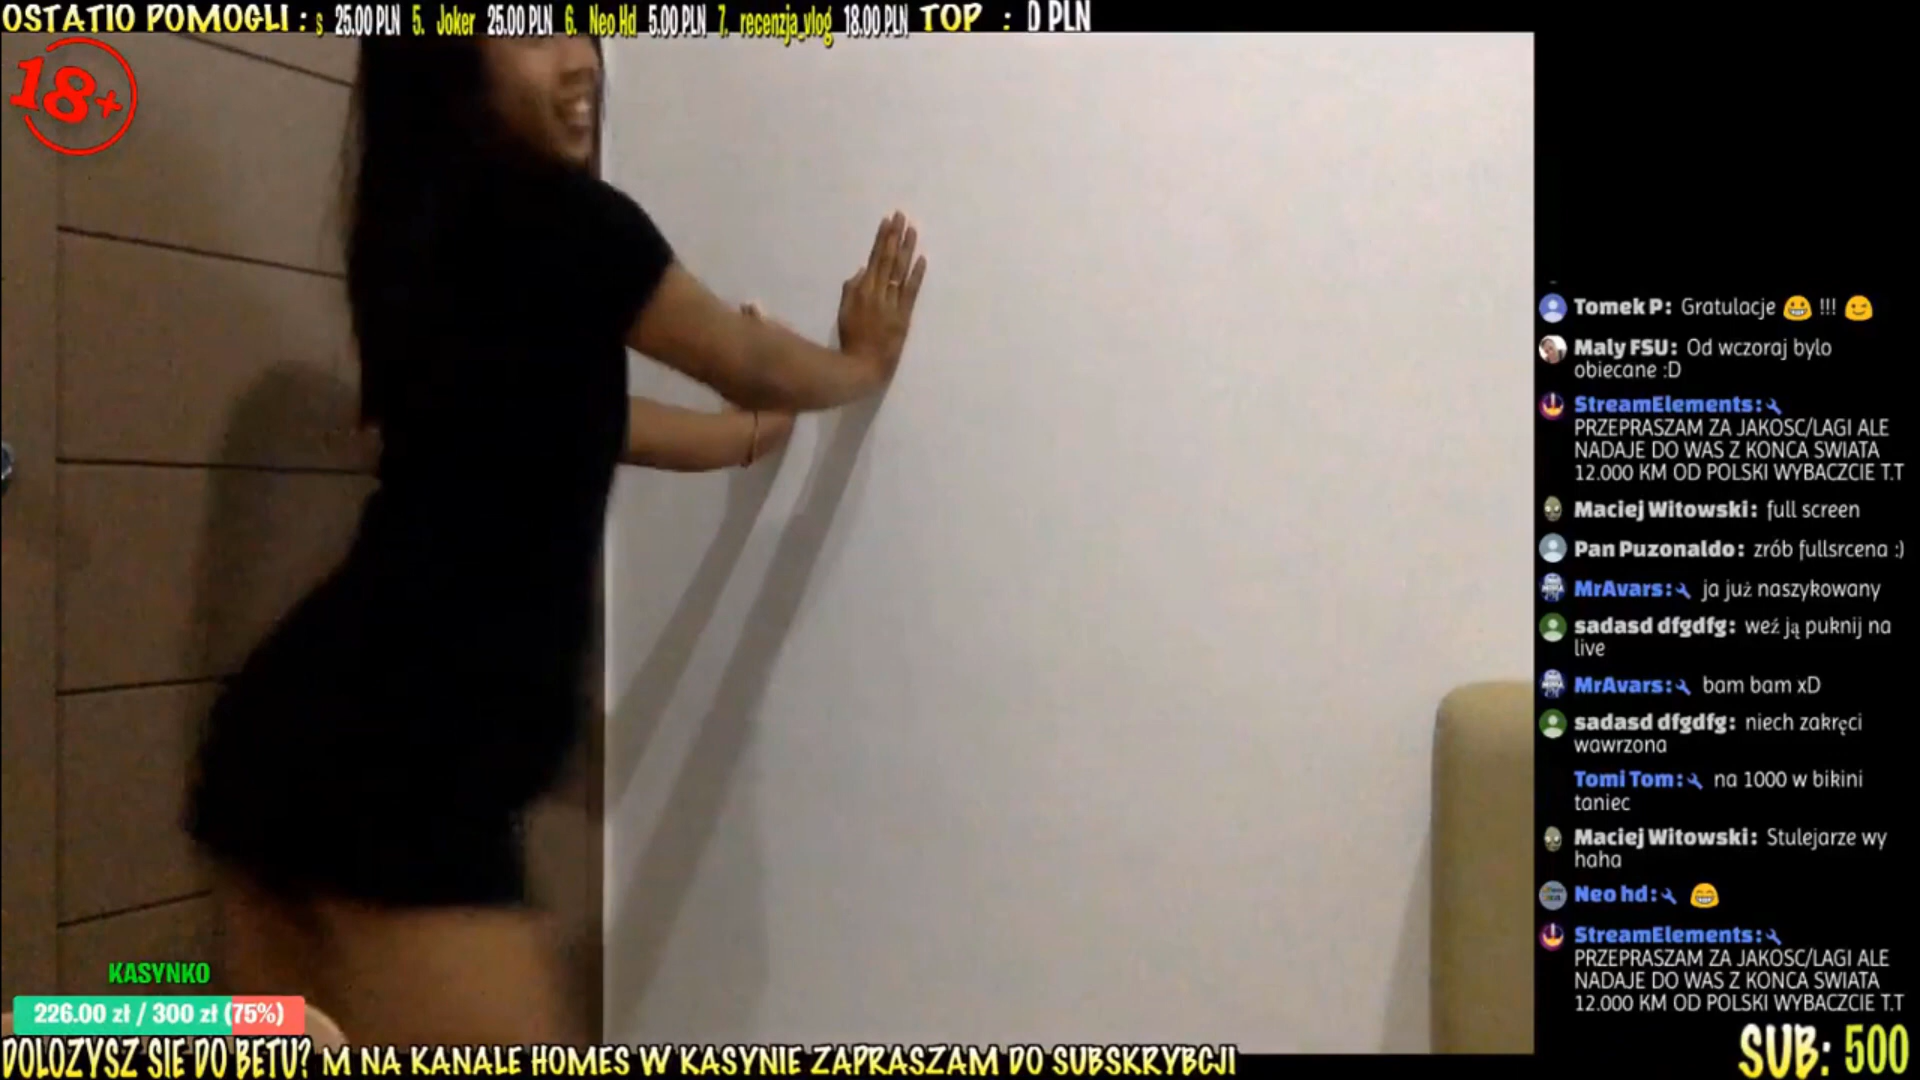 OSTATIO POMOGLI : s 25.00 PLN 5. Joker 25.00 PLN 6. Neo Hd 5.00 PLN 7. recenzja_vlog 18.00 PLN TOP : D PLN
18+
Tomek P: Gratulacje 😀 !!! 😉
Maly FSU: Od wczoraj bylo
obiecane :D
StreamElements:
PRZEPRASZAM ZA JAKOSC/LAGI ALE
NADAJE DO WAS Z KONCA SWIATA
12.000 KM OD POLSKI WYBACZCIE T.T
Maciej Witowski: full screen
Pan Puzonaldo: zrób fullsrcena :)
MrAvars: ja już naszykowany
sadasd dfgdfg: weź ją puknij na
live
MrAvars: bam bam xD
sadasd dfgdfg: niech zakręci
wawrzona
Tomi Tom: na 1000 w bikini
taniec
Maciej Witowski: Stulejarze wy
haha
Neo hd: 😁
StreamElements:
PRZEPRASZAM ZA JAKOSC/LAGI ALE
NADAJE DO WAS Z KONCA SWIATA
12.000 KM OD POLSKI WYBACZCIE T.T
KASYNKO
226.00 zł / 300 zł (75%)
DOLOZYSZ SIE DO BETU? M NA KANALE HOMES W KASYNIE ZAPRASZAM DO SUBSKRYBCJI
SUB: 500